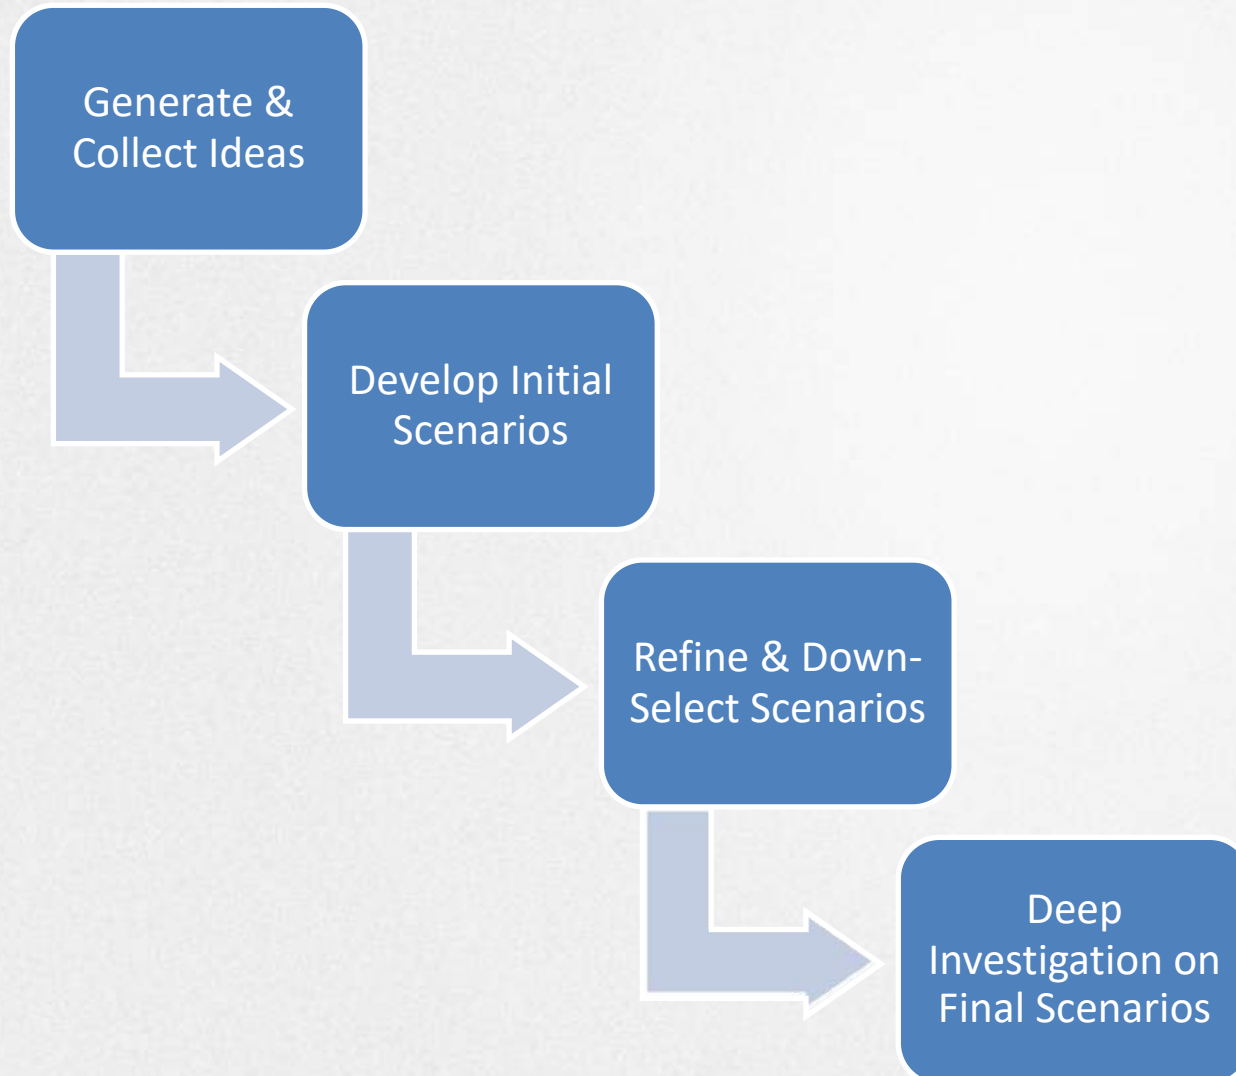 Generate &
Collect Ideas
Develop Initial
Scenarios
Refine & Down-
Select Scenarios
Deep
Investigation on
Final Scenarios